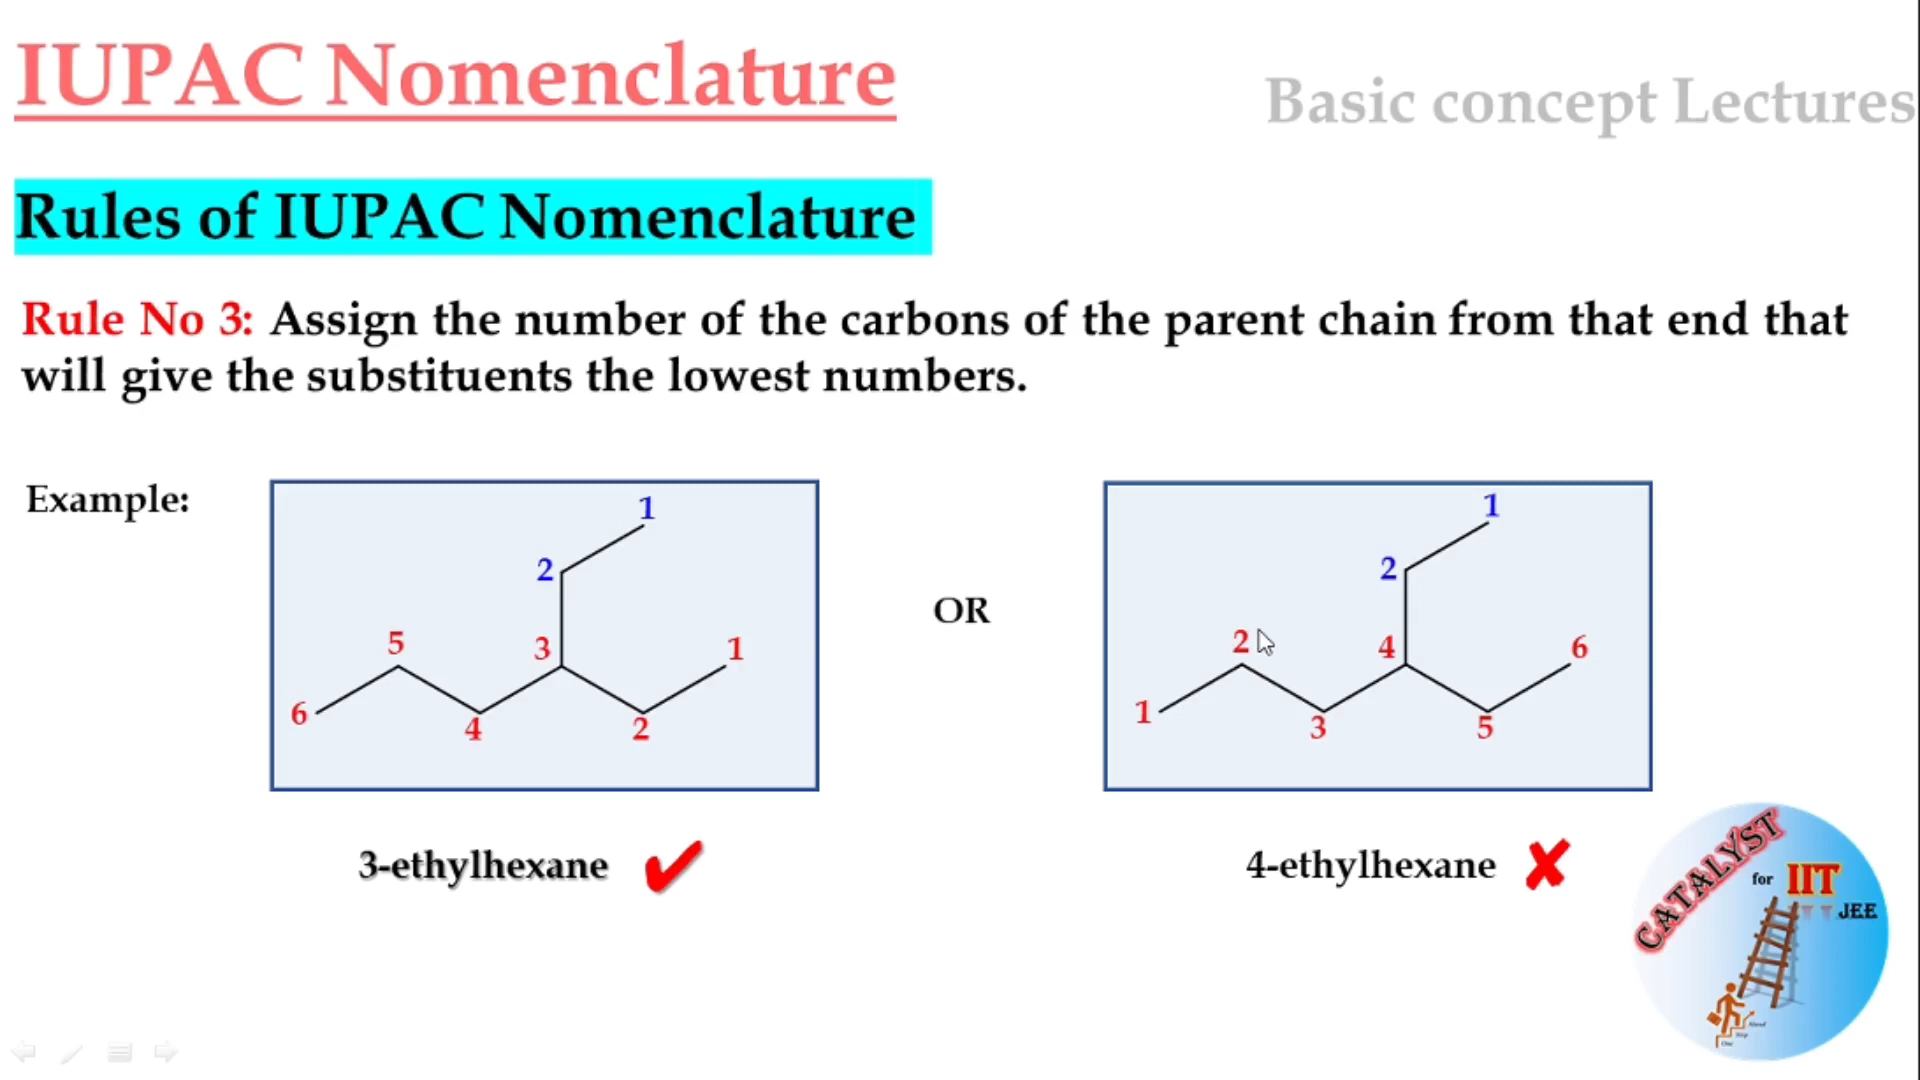 IUPAC Nomenclature
Basic concept Lectures
Rules of IUPAC Nomenclature
Rule No 3: Assign the number of the carbons of the parent chain from that end that
will give the substituents the lowest numbers.
Example:
1
2
5
3
1
6
4
2
OR
1
2
2
4
6
1
3
5
3-ethylhexane
4-ethylhexane
CATALYST
for IIT
JEE
One
Step
Ahead